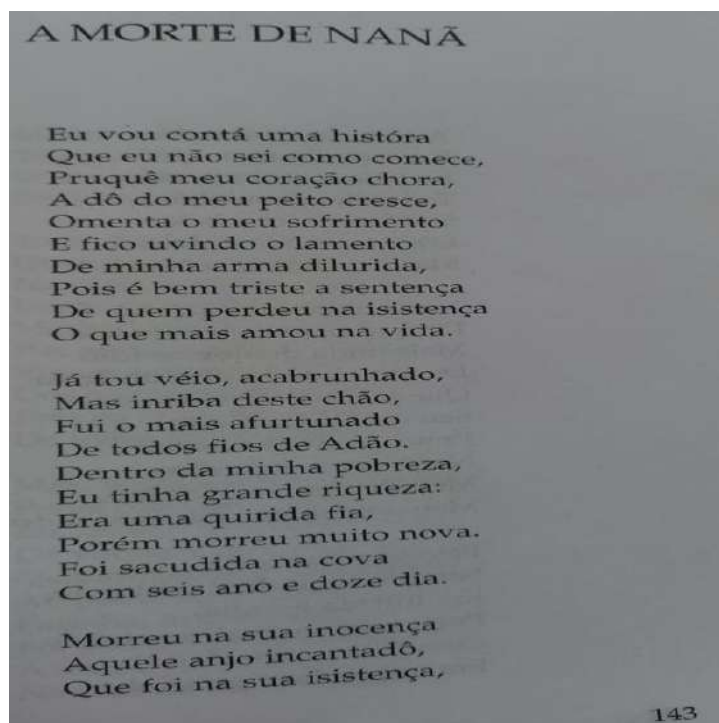 A MORTE DE NANÃ
Eu vou contá uma históra
Que eu não sei como comece,
Pruquê meu coração chora,
A dô do meu peito cresce,
Omenta o meu sofrimento
E fico uvindo o lamento
De minha arma dilurida,
Pois é bem triste a sentença
De quem perdeu na isistença
O que mais amou na vida.
Já tou véio, acabrunhado,
Mas inriba deste chão,
Fui o mais afurtunado
De todos fios de Adão.
Dentro da minha pobreza,
Eu tinha grande riqueza:
Era uma quirida fia,
Porém morreu muito nova.
Foi sacudida na cova
Com seis ano e doze dia.
Morreu na sua inocença
Aquele anjo incantadô,
Que foi na sua isistença,
143